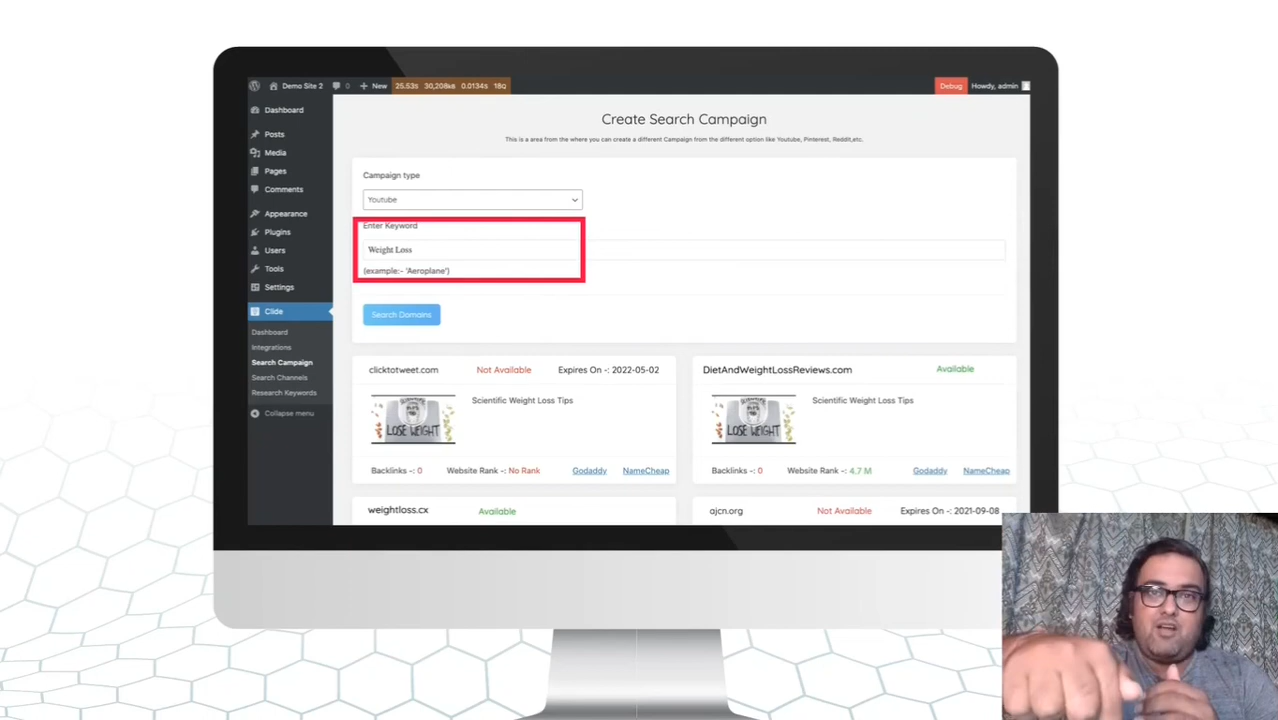 Demo Site 2 0 New 25.53s 30,208kB 0.0134s 18Q Debug Howdy, admin
Dashboard
Posts
Media
Pages
Comments
Appearance
Plugins
Users
Tools
Settings
Clide
Dashboard
Integrations
Search Campaign
Search Channels
Research Keywords
Collapse menu
Create Search Campaign
This is a area from the where you can create a different Campaign from the different option like Youtube, Pinterest, Reddit,etc.
Campaign type
Youtube
Enter Keyword
Weight Loss
(example:- 'Aeroplane')
Search Domains
clicktotweet.com Not Available Expires On -: 2022-05-02
Scientific Weight Loss Tips
LOSE WEIGHT
Backlinks -: 0 Website Rank -: No Rank Godaddy NameCheap
DietAndWeightLossReviews.com Available
Scientific Weight Loss Tips
LOSE WEIGHT
Backlinks -: 0 Website Rank -: 4.7 M Godaddy NameCheap
weightloss.cx Available
ajcn.org Not Available Expires On -: 2021-09-08